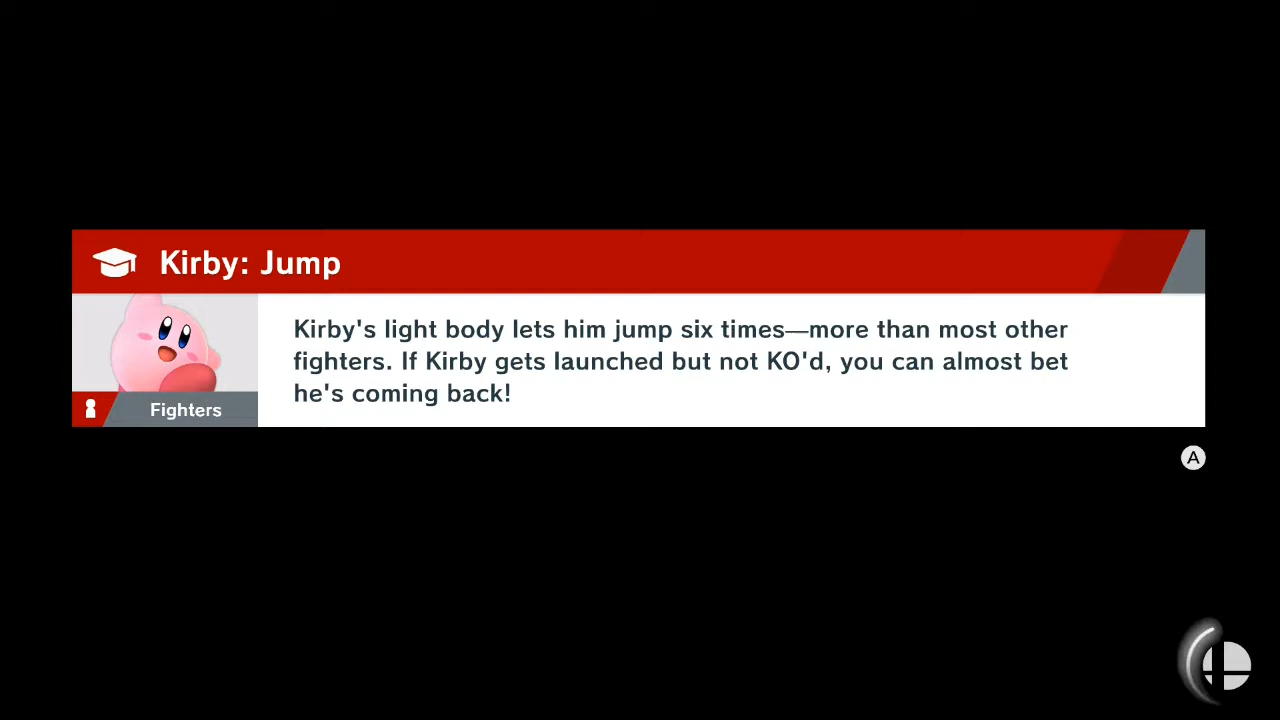 Kirby: Jump
Kirby's light body lets him jump six times—more than most other
fighters. If Kirby gets launched but not KO'd, you can almost bet
he's coming back!
Fighters
A